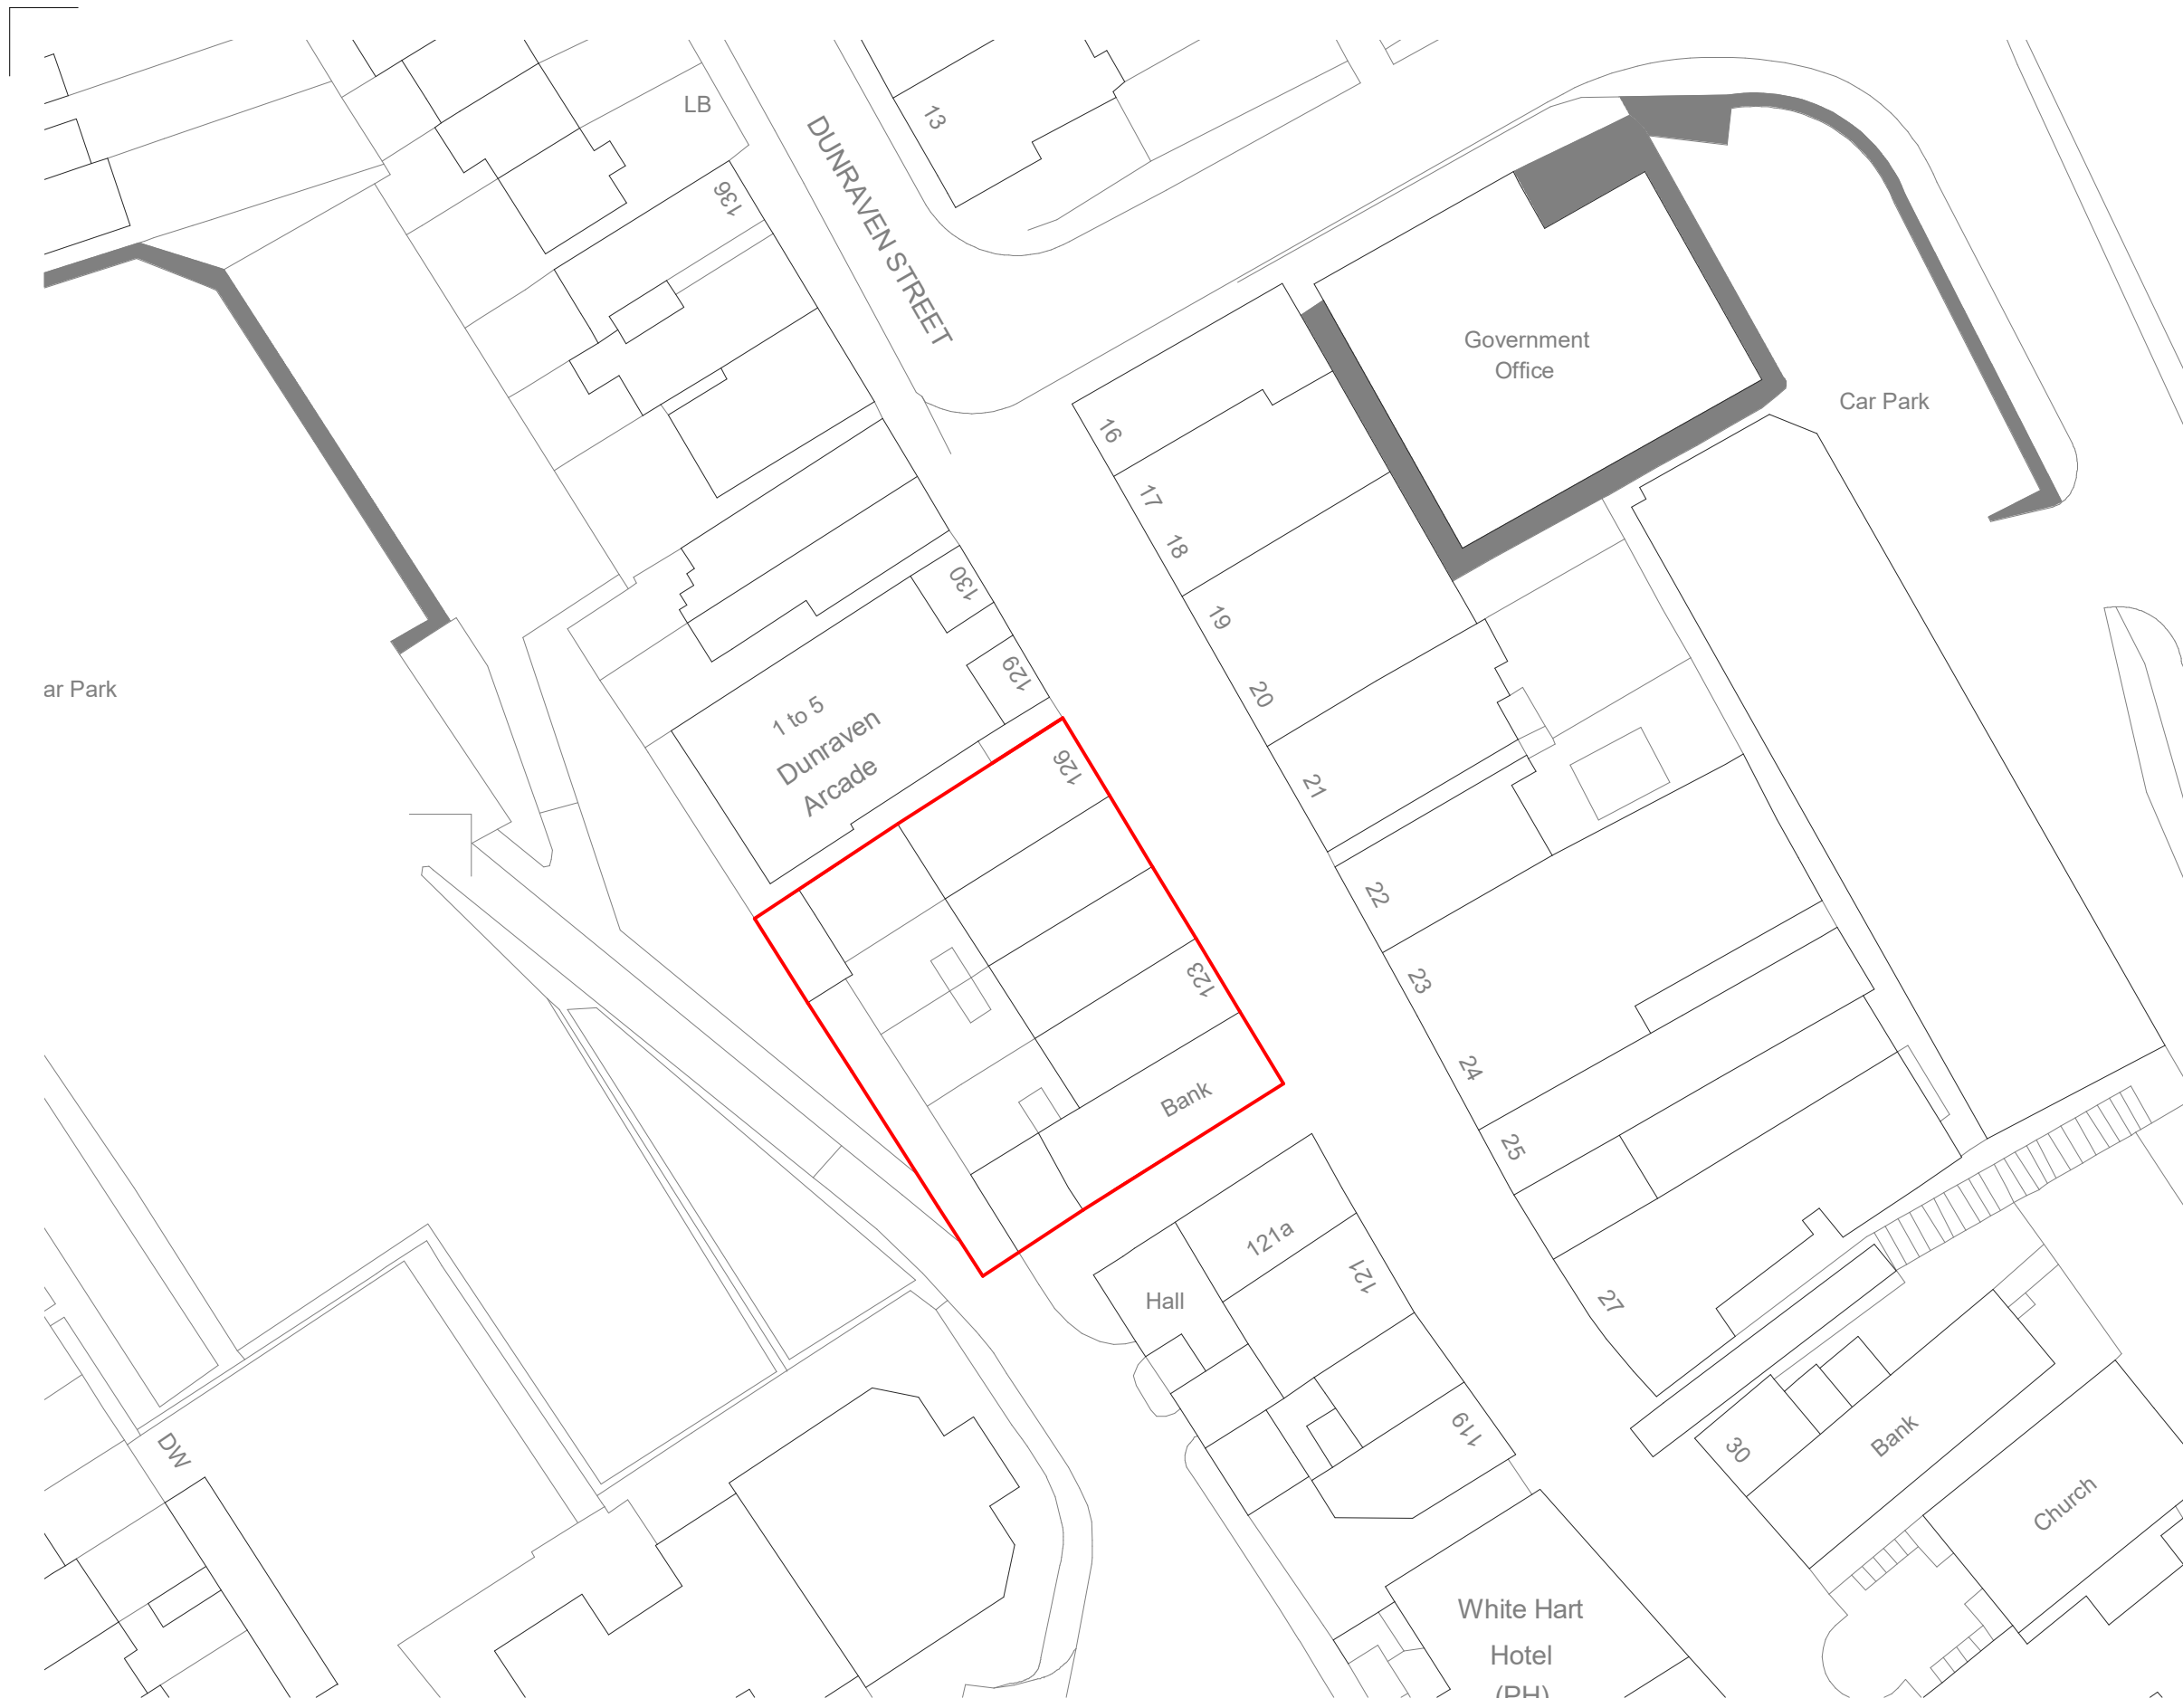 LB
13
DUNRAVEN STREET
136
Government
Office
Car Park
16
17
18
130
19
129
20
ar Park
1 to 5
Dunraven
Arcade
126
21
22
123
23
24
Bank
25
121a
121
Hall
27
119
DW
30
Bank
Church
White Hart
Hotel
(PH)